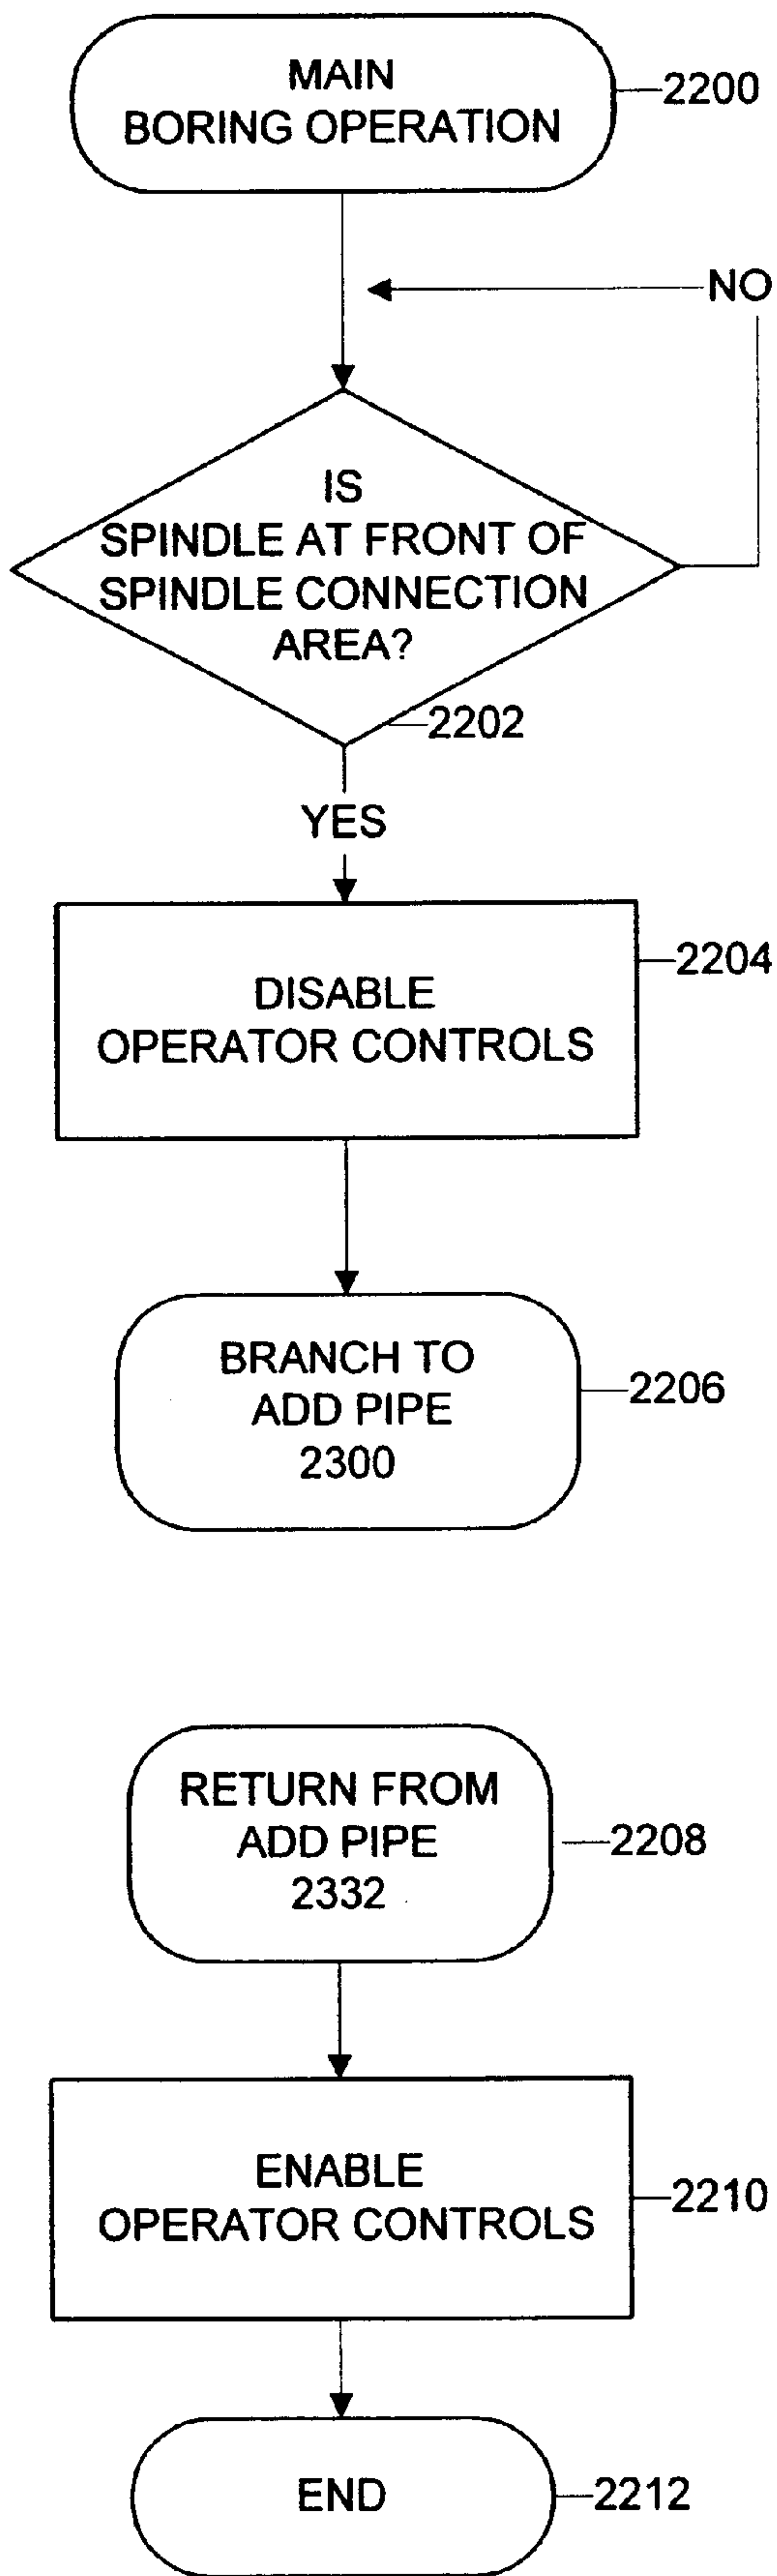 MAIN
BORING OPERATION
2200
NO
IS
SPINDLE AT FRONT OF
SPINDLE CONNECTION
AREA?
2202
YES
2204
DISABLE
OPERATOR CONTROLS
BRANCH TO
ADD PIPE
2300
2206
RETURN FROM
ADD PIPE
2332
2208
ENABLE
OPERATOR CONTROLS
2210
END
2212